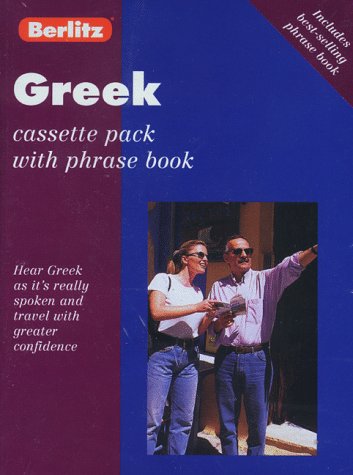 Berlitz
Includes
best-selling
phrase book
Greek
cassette pack
with phrase book
Hear Greek
as it's really
spoken and
travel with
greater
confidence